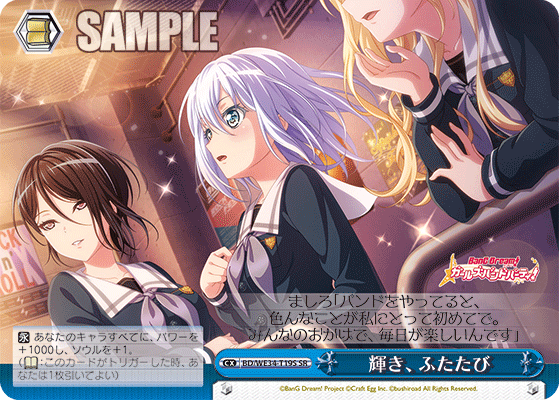 SAMPLE
BanG Dream!
ガールズバンドパーティ!
ましろ「バンドをやってると、
色んなことが私にとって初めてで。
みんなのおかげで、毎日が楽しいんです」
永 あなたのキャラすべてに、パワーを
+1000し、ソウルを+1。
(:このカードがトリガーした時、あ
なたは1枚引いてよい)
CX BD/WE34-T19S SR
輝き、ふたたび
©BanG Dream! Project ©Craft Egg Inc. ©bushiroad All Rights Reserved.